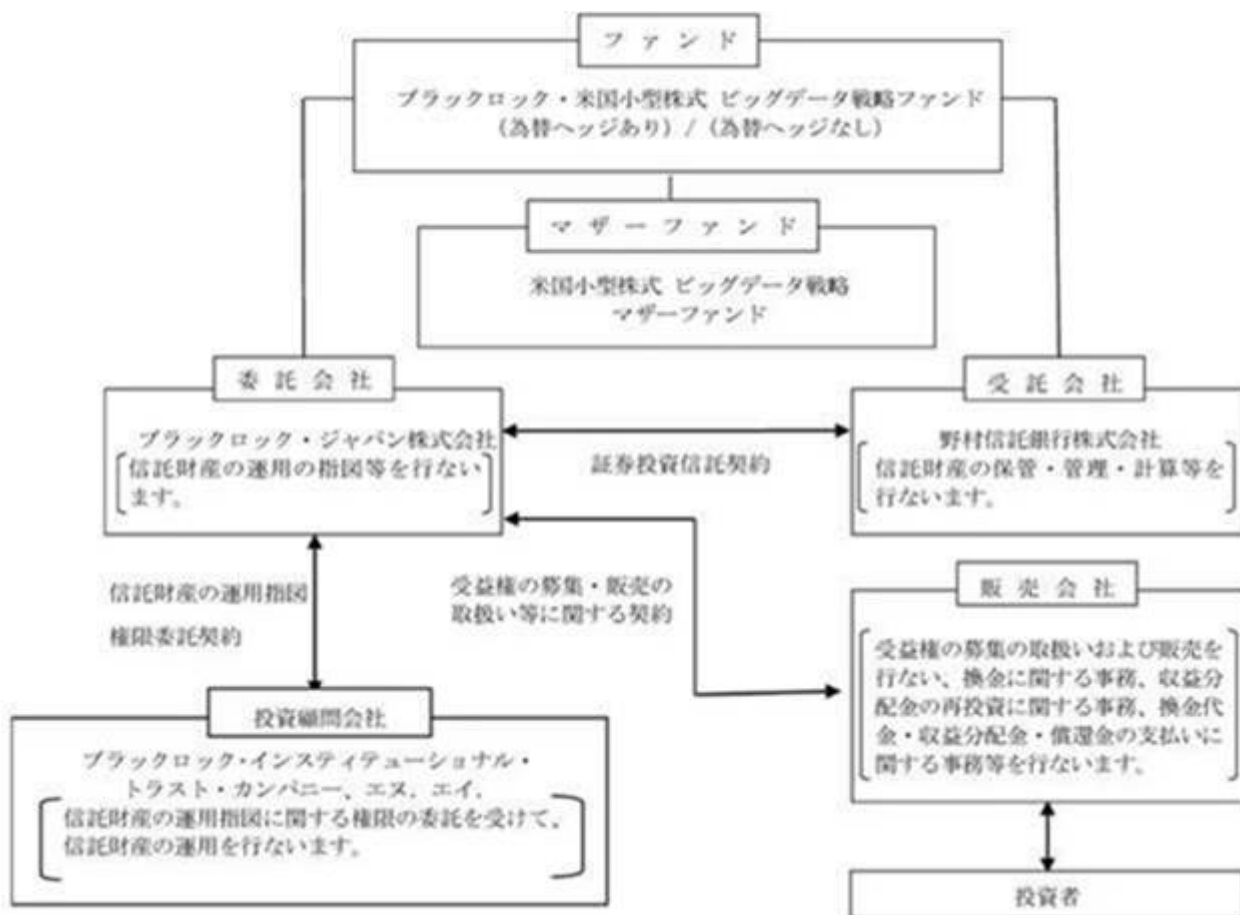 ファンド
ブラックロック・米国小型株式 ビッグデータ戦略ファンド
(為替ヘッジあり) / (為替ヘッジなし)
マザーファンド
米国小型株式 ビッグデータ戦略
マザーファンド
委託会社
ブラックロック・ジャパン株式会社
信託財産の運用の指図等を行ない
ます。
証券投資信託契約
受託会社
野村信託銀行株式会社
信託財産の保管・管理・計算等を
行ないます。
信託財産の運用指図
権限委託契約
受益権の募集・販売の
取扱い等に関する契約
販売会社
受益権の募集の取扱いおよび販売を
行ない、換金に関する事務、収益分
配金の再投資に関する事務、換金代
金・収益分配金・償還金の支払いに
関する事務等を行ないます。
投資顧問会社
ブラックロック・インスティテューショナル・
トラスト・カンパニー、エヌ.エイ.
信託財産の運用指図に関する権限の委託を受けて、
信託財産の運用を行ないます。
投資者